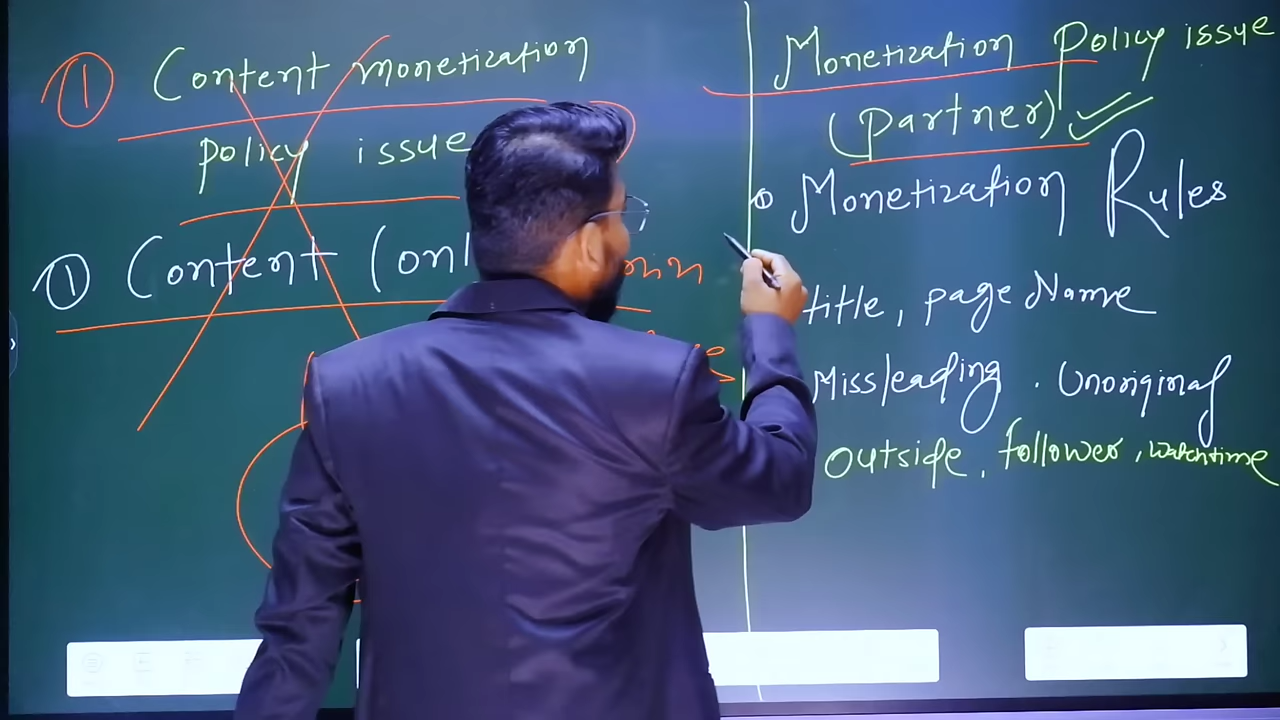 ① Content monetization
policy issue
① Content (onl
min
Monetization Policy issue
(Partner)
Monetization Rules
title, page Name
Missleading . Unoriginal
outside, follower, watchtime